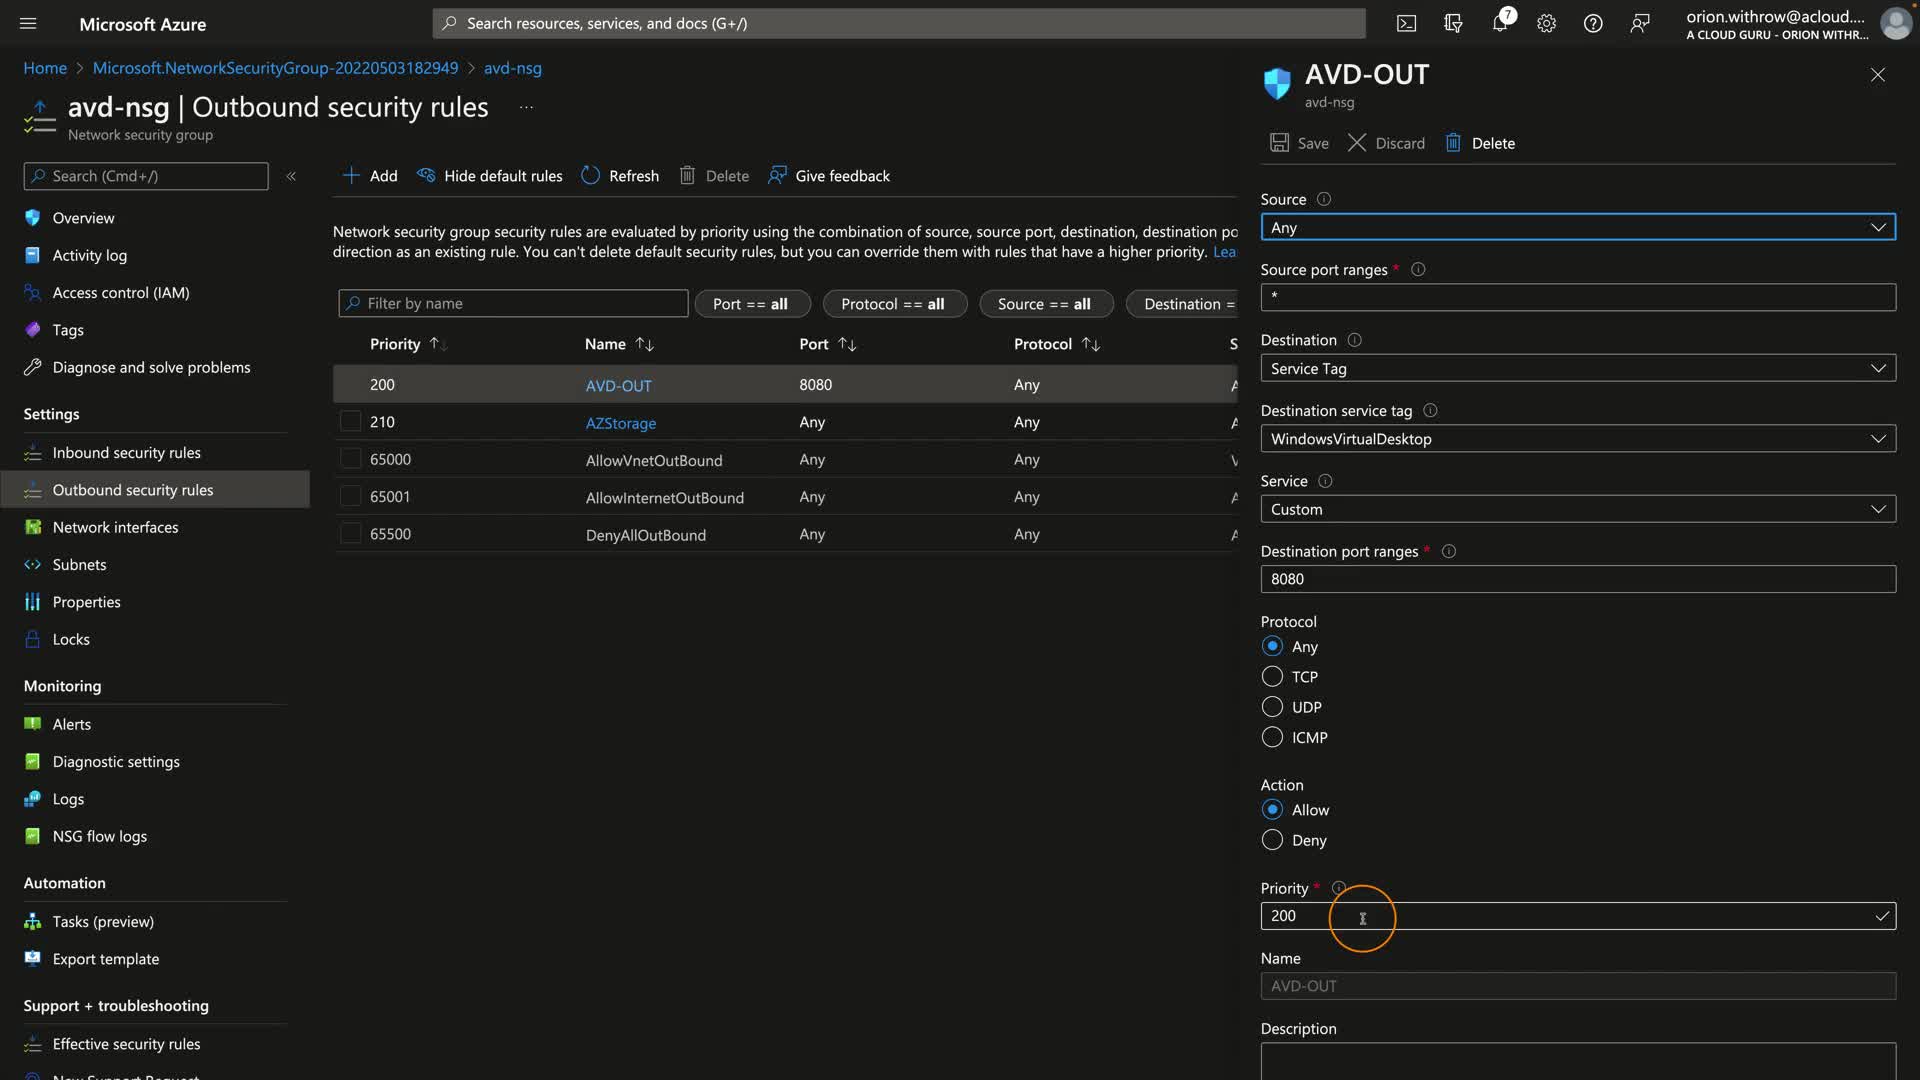 Microsoft Azure
Search resources, services, and docs (G+/)
7
orion.withrow@acloud....
A CLOUD GURU - ORION WITHR...
Home > Microsoft.NetworkSecurityGroup-20220503182949 > avd-nsg
avd-nsg | Outbound security rules ...
Network security group
Search (Cmd+/)
«
Overview
Activity log
Access control (IAM)
Tags
Diagnose and solve problems
Settings
Inbound security rules
Outbound security rules
Network interfaces
Subnets
Properties
Locks
Monitoring
Alerts
Diagnostic settings
Logs
NSG flow logs
Automation
Tasks (preview)
Export template
Support + troubleshooting
Effective security rules
New Support Request
Add Hide default rules Refresh Delete Give feedback
Network security group security rules are evaluated by priority using the combination of source, source port, destination, destination po
direction as an existing rule. You can't delete default security rules, but you can override them with rules that have a higher priority. Lea
Filter by name Port == all Protocol == all Source == all Destination =
Priority ↑↓ Name ↑↓ Port ↑↓ Protocol ↑↓ S
200 AVD-OUT 8080 Any A
210 AZStorage Any Any A
65000 AllowVnetOutBound Any Any V
65001 AllowInternetOutBound Any Any A
65500 DenyAllOutBound Any Any A
AVD-OUT
avd-nsg
Save Discard Delete
Source
Any
Source port ranges *
*
Destination
Service Tag
Destination service tag
WindowsVirtualDesktop
Service
Custom
Destination port ranges *
8080
Protocol
Any
TCP
UDP
ICMP
Action
Allow
Deny
Priority *
200
Name
AVD-OUT
Description